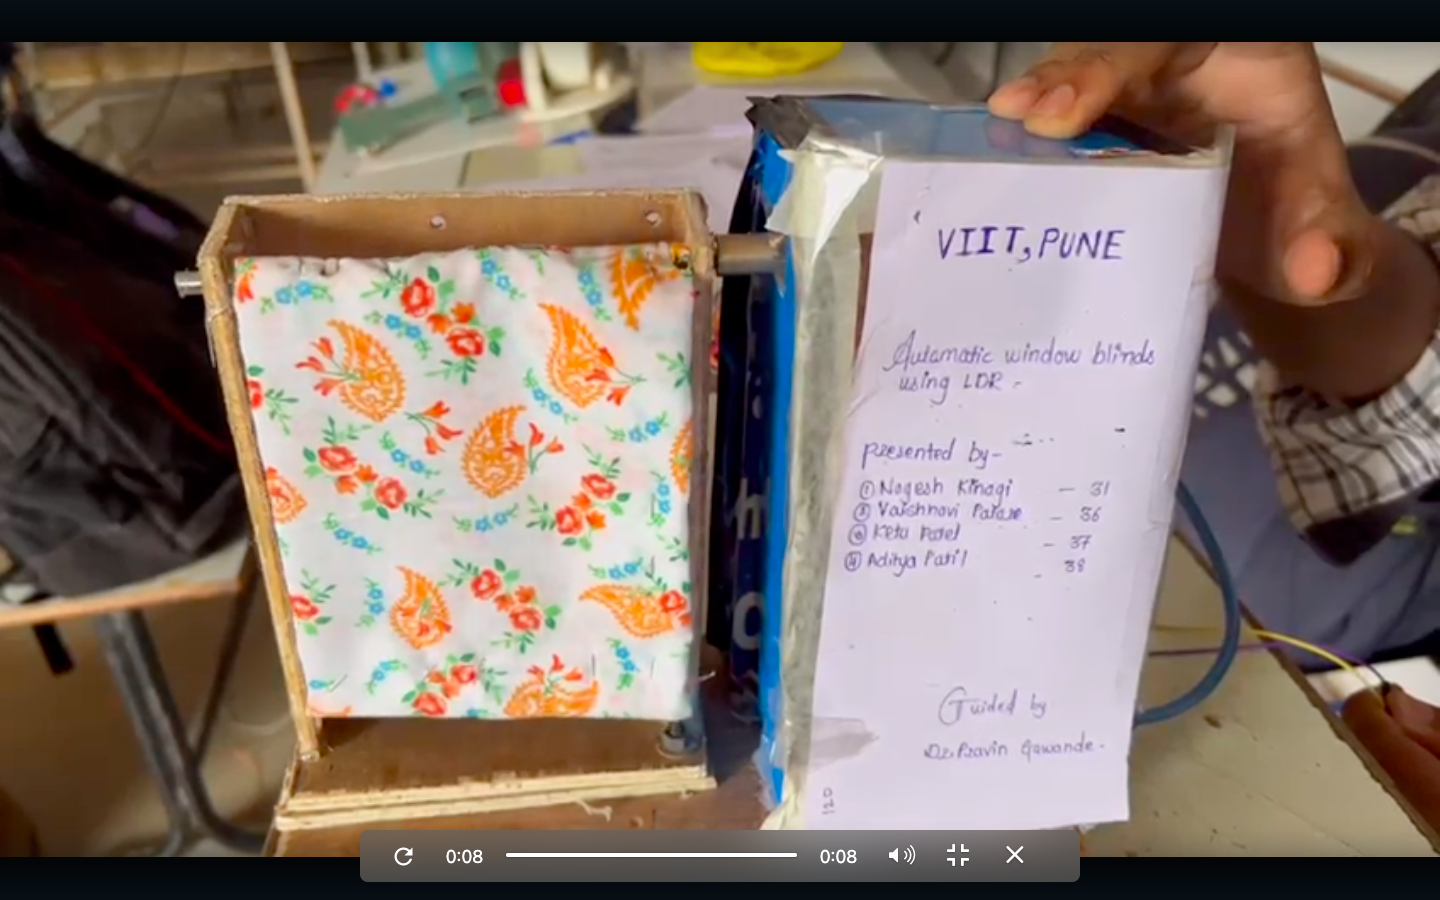 VIIT, PUNE
Automatic window blinds
using LDR -
Presented by-
① Nagesh Kinagi - 31
② Vaishnavi Parase - 36
③ Ketu Patel - 37
④ Aditya Patil - 38
Guided by
Dr. Pravin Gawande.
0:08
0:08